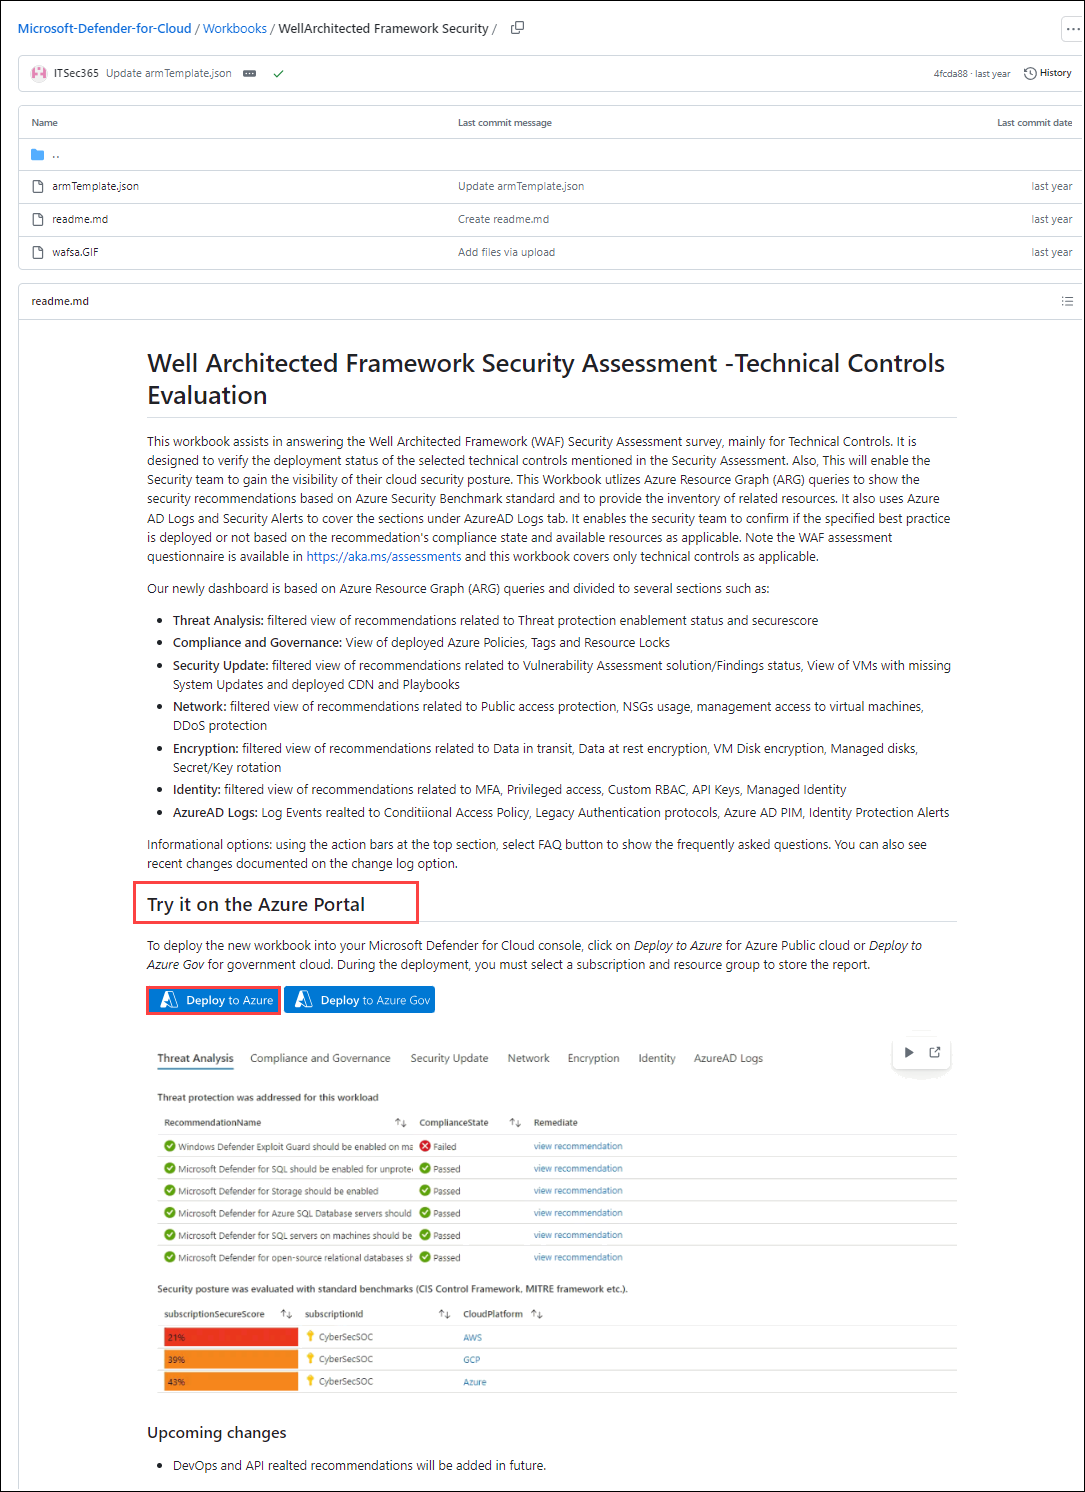 Microsoft-Defender-for-Cloud / Workbooks / WellArchitected Framework Security /
ITSec365 Update armTemplate.json 4fcda88 · last year History
Name Last commit message Last commit date
..
armTemplate.json Update armTemplate.json last year
readme.md Create readme.md last year
wafsa.GIF Add files via upload last year
readme.md
Well Architected Framework Security Assessment -Technical Controls
Evaluation
This workbook assists in answering the Well Architected Framework (WAF) Security Assessment survey, mainly for Technical Controls. It is
designed to verify the deployment status of the selected technical controls mentioned in the Security Assessment. Also, This will enable the
Security team to gain the visibility of their cloud security posture. This Workbook utlizes Azure Resource Graph (ARG) queries to show the
security recommendations based on Azure Security Benchmark standard and to provide the inventory of related resources. It also uses Azure
AD Logs and Security Alerts to cover the sections under AzureAD Logs tab. It enables the security team to confirm if the specified best practice
is deployed or not based on the recommedation's compliance state and available resources as applicable. Note the WAF assessment
questionnaire is available in https://aka.ms/assessments and this workbook covers only technical controls as applicable.
Our newly dashboard is based on Azure Resource Graph (ARG) queries and divided to several sections such as:
• Threat Analysis: filtered view of recommendations related to Threat protection enablement status and securescore
• Compliance and Governance: View of deployed Azure Policies, Tags and Resource Locks
• Security Update: filtered view of recommendations related to Vulnerability Assessment solution/Findings status, View of VMs with missing
System Updates and deployed CDN and Playbooks
• Network: filtered view of recommendations related to Public access protection, NSGs usage, management access to virtual machines,
DDoS protection
• Encryption: filtered view of recommendations related to Data in transit, Data at rest encryption, VM Disk encryption, Managed disks,
Secret/Key rotation
• Identity: filtered view of recommendations related to MFA, Privileged access, Custom RBAC, API Keys, Managed Identity
• AzureAD Logs: Log Events realted to Conditiional Access Policy, Legacy Authentication protocols, Azure AD PIM, Identity Protection Alerts
Informational options: using the action bars at the top section, select FAQ button to show the frequently asked questions. You can also see
recent changes documented on the change log option.
Try it on the Azure Portal
To deploy the new workbook into your Microsoft Defender for Cloud console, click on Deploy to Azure for Azure Public cloud or Deploy to
Azure Gov for government cloud. During the deployment, you must select a subscription and resource group to store the report.
Deploy to Azure Deploy to Azure Gov
Threat Analysis Compliance and Governance Security Update Network Encryption Identity AzureAD Logs
Threat protection was addressed for this workload
RecommendationName ComplianceState Remediate
Windows Defender Exploit Guard should be enabled on ma Failed view recommendation
Microsoft Defender for SQL should be enabled for unprote Passed view recommendation
Microsoft Defender for Storage should be enabled Passed view recommendation
Microsoft Defender for Azure SQL Database servers should Passed view recommendation
Microsoft Defender for SQL servers on machines should be Passed view recommendation
Microsoft Defender for open-source relational databases sh Passed view recommendation
Security posture was evaluated with standard benchmarks (CIS Control Framework, MITRE framework etc.).
subscriptionSecureScore subscriptionId CloudPlatform
21% CyberSecSOC AWS
39% CyberSecSOC GCP
43% CyberSecSOC Azure
Upcoming changes
• DevOps and API realted recommendations will be added in future.